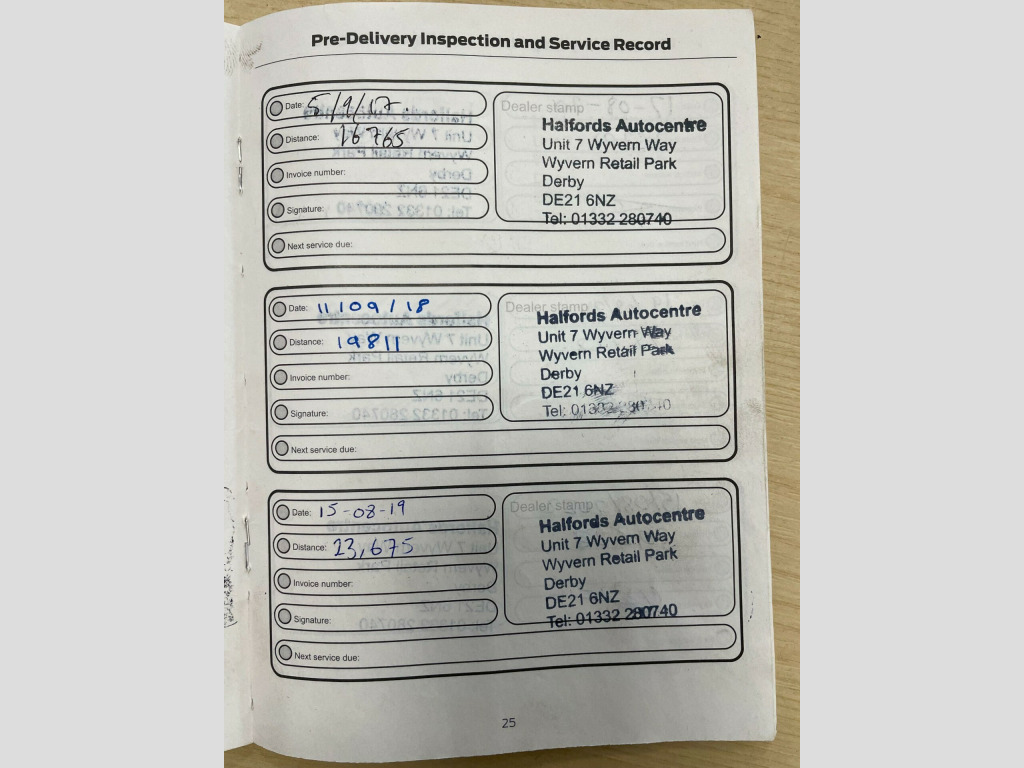 Pre-Delivery Inspection and Service Record
Date: 5/9/17.
Distance: 16765
Invoice number:
Signature:
Next service due:
Dealer stamp
Halfords Autocentre
Unit 7 Wyvern Way
Wyvern Retail Park
Derby
DE21 6NZ
Tel: 01332 280740
Date: 11/09/18
Distance: 19811
Invoice number:
Signature:
Next service due:
Dealer stamp
Halfords Autocentre
Unit 7 Wyvern Way
Wyvern Retail Park
Derby
DE21 6NZ
Tel:
Date: 15-08-19
Distance: 23,675
Invoice number:
Signature:
Next service due:
Dealer stamp
Halfords Autocentre
Unit 7 Wyvern Way
Wyvern Retail Park
Derby
DE21 6NZ
Tel: 01332 280740
25